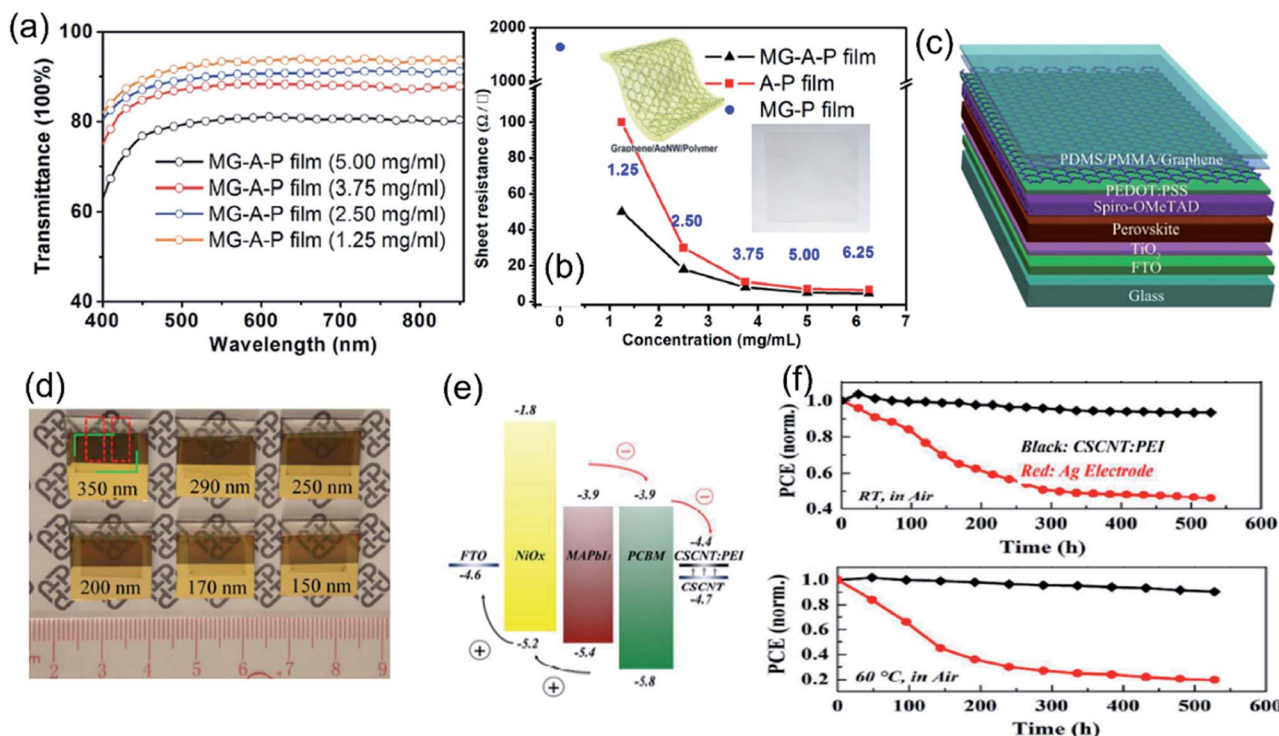 (a)
100
80
60
40
Transmittance (100%)
MG-A-P film (5.00 mg/ml)
MG-A-P film (3.75 mg/ml)
MG-A-P film (2.50 mg/ml)
MG-A-P film (1.25 mg/ml)
400 500 600 700 800
Wavelength (nm)
2000
1000
100
80
60
40
20
0
Sheet resistance (Ω / □)
MG-A-P film
A-P film
MG-P film
Graphene/AgNW/Polymer
1.25
2.50
3.75 5.00 6.25
(b)
0 1 2 3 4 5 6 7
Concentration (mg/mL)
(c)
PDMS/PMMA/Graphene
PEDOT:PSS
Spiro-OMeTAD
Perovskite
TiO₂
FTO
Glass
(d)
350 nm 290 nm 250 nm
200 nm 170 nm 150 nm
2 3 4 5 6 7 8 9
(e)
-1.8
-3.9 -3.9
-4.4
FTO NiOx MAPbI₃ PCBM CSCNT:PEI
-4.6
CSCNT
-4.7
-5.2
-5.4
-5.8
(f)
1.0
0.8
0.6
0.4
PCE (norm.)
Black: CSCNT:PEI
Red: Ag Electrode
RT, in Air
0 100 200 300 400 500 600
Time (h)
1.0
0.8
0.6
0.4
0.2
PCE (norm.)
60 °C, in Air
0 100 200 300 400 500 600
Time (h)